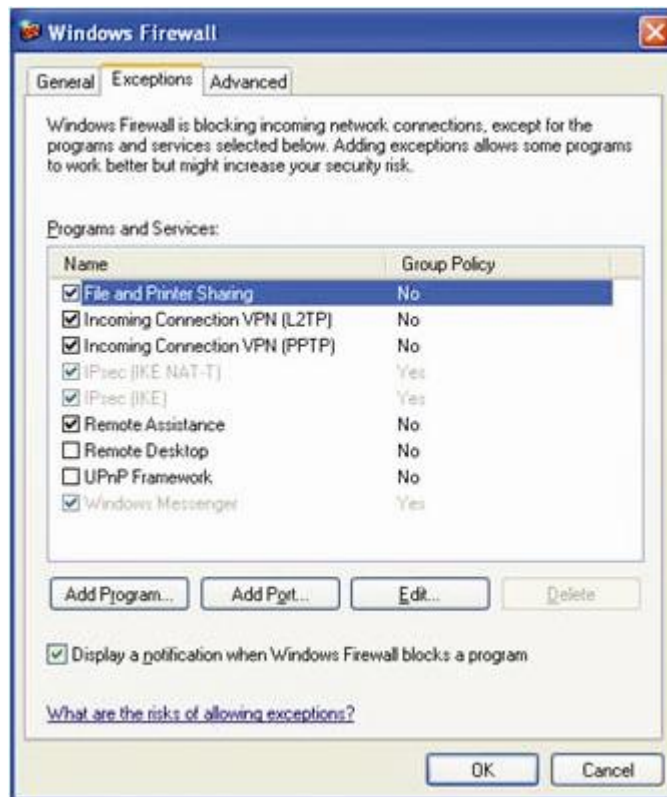 Windows Firewall
General Exceptions Advanced
Windows Firewall is blocking incoming network connections, except for the
programs and services selected below. Adding exceptions allows some programs
to work better but might increase your security risk.
Programs and Services:
Name Group Policy
File and Printer Sharing No
Incoming Connection VPN (L2TP) No
Incoming Connection VPN (PPTP) No
IPsec (IKE NAT-T) Yes
IPsec (IKE) Yes
Remote Assistance No
Remote Desktop No
UPnP Framework No
Windows Messenger Yes
Add Program... Add Port... Edit... Delete
Display a notification when Windows Firewall blocks a program
What are the risks of allowing exceptions?
OK Cancel